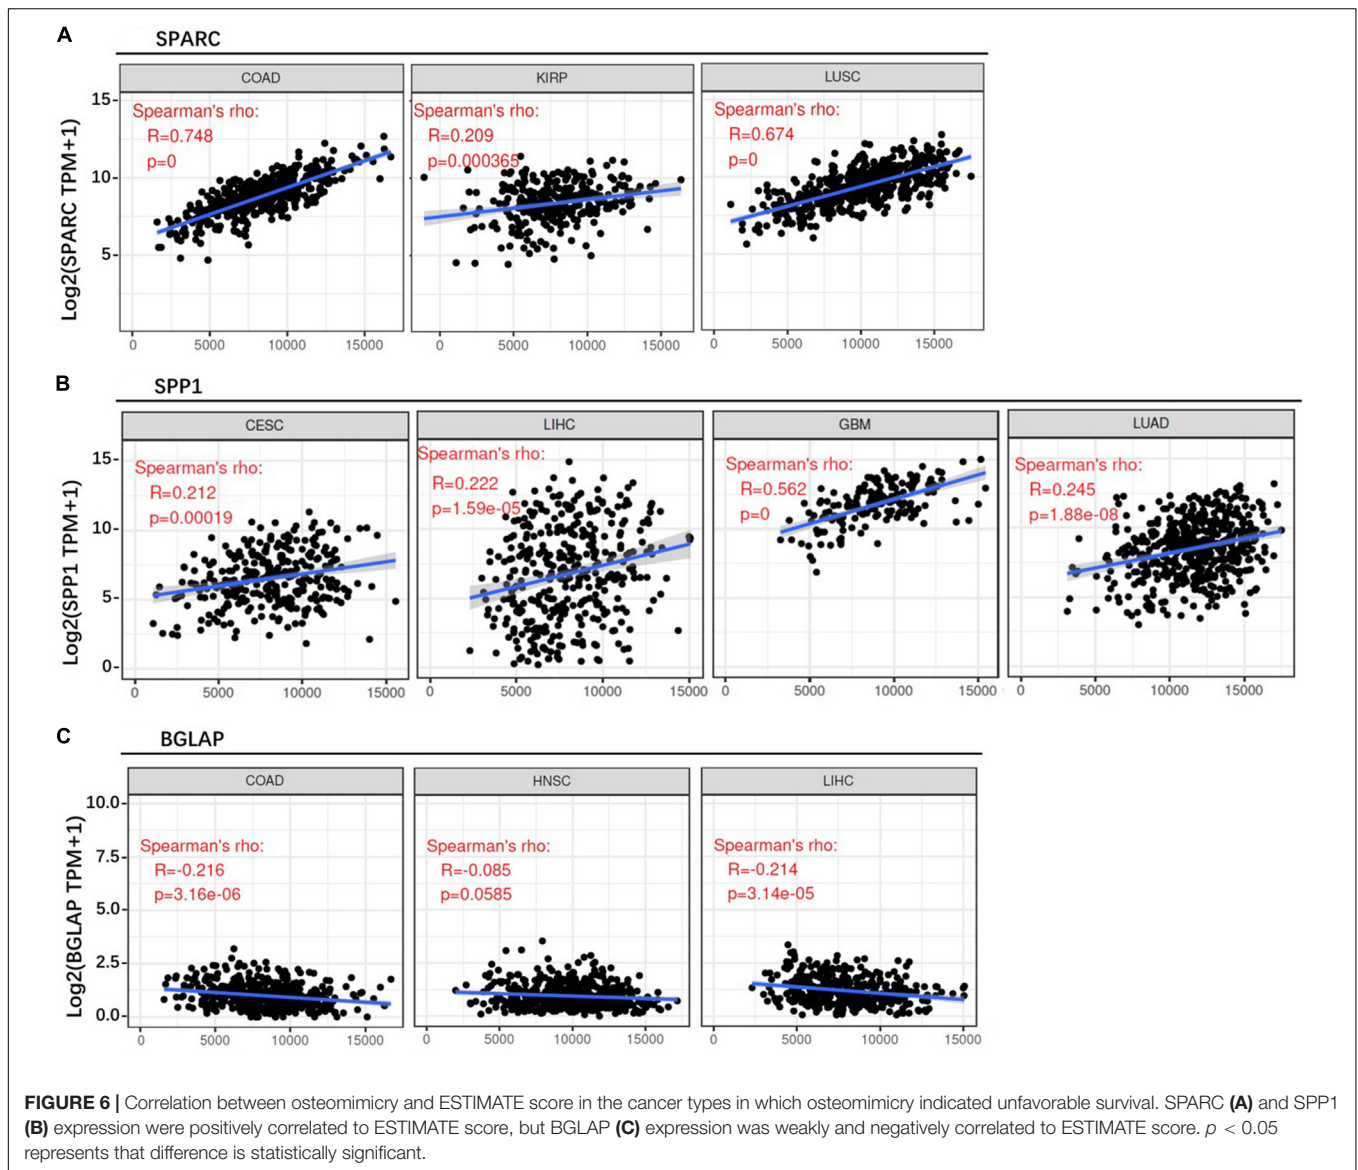 A
SPARC
COAD
KIRP
LUSC
Log2(SPARC TPM+1)
15
10
5
Spearman's rho:
R=0.748
p=0
Spearman's rho:
R=0.209
p=0.000365
Spearman's rho:
R=0.674
p=0
0 5000 10000 15000
0 5000 10000 15000
0 5000 10000 15000
B
SPP1
CESC
LIHC
GBM
LUAD
Log2(SPP1 TPM+1)
15
10
5
0
Spearman's rho:
R=0.212
p=0.00019
Spearman's rho:
R=0.222
p=1.59e-05
Spearman's rho:
R=0.562
p=0
Spearman's rho:
R=0.245
p=1.88e-08
0 5000 10000 15000
0 5000 10000 15000
0 5000 10000 15000
0 5000 10000 15000
C
BGLAP
COAD
HNSC
LIHC
Log2(BGLAP TPM+1)
10.0
7.5
5.0
2.5
0.0
Spearman's rho:
R=-0.216
p=3.16e-06
Spearman's rho:
R=-0.085
p=0.0585
Spearman's rho:
R=-0.214
p=3.14e-05
0 5000 10000 15000
0 5000 10000 15000
0 5000 10000 15000
FIGURE 6 | Correlation between osteomimicry and ESTIMATE score in the cancer types in which osteomimicry indicated unfavorable survival. SPARC (A) and SPP1
(B) expression were positively correlated to ESTIMATE score, but BGLAP (C) expression was weakly and negatively correlated to ESTIMATE score. p < 0.05
represents that difference is statistically significant.